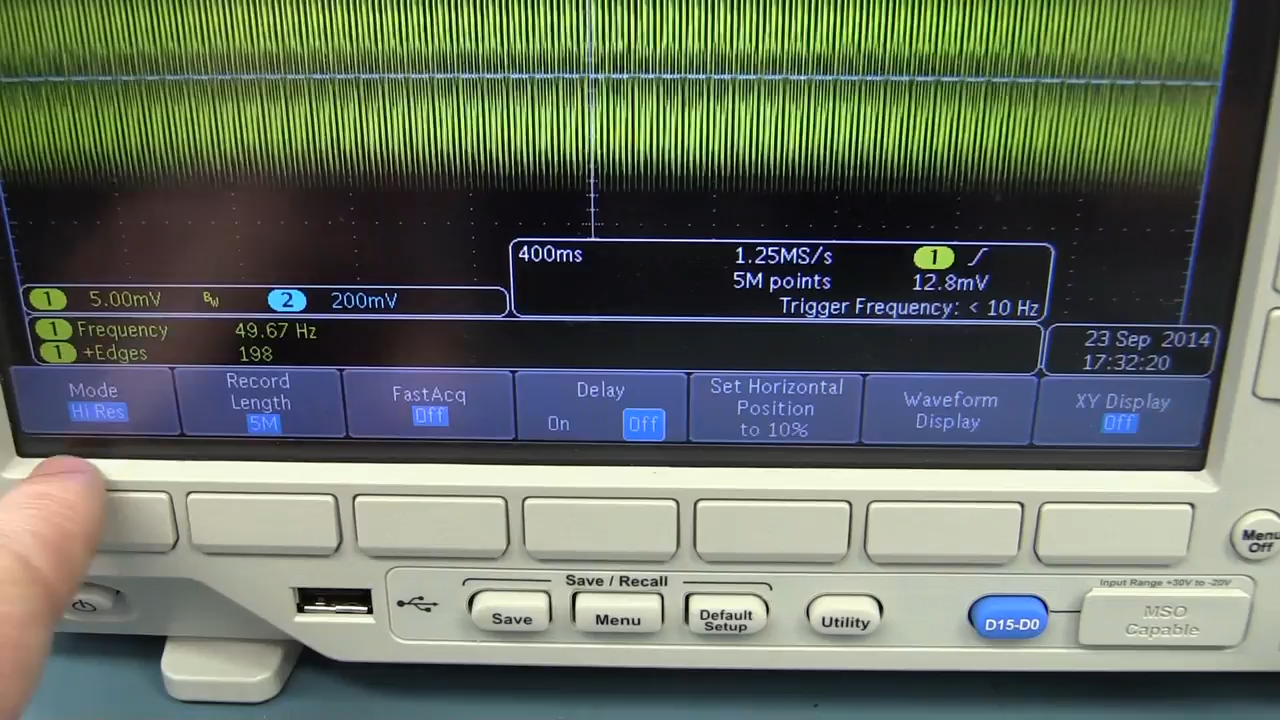 400ms 1.25MS/s 1
5M points 12.8mV
Trigger Frequency: < 10 Hz
1 5.00mV BW 2 200mV
1 Frequency 49.67 Hz
1 +Edges 198
23 Sep 2014
17:32:20
Mode
Hi Res
Record
Length
5M
FastAcq
Off
Delay
On Off
Set Horizontal
Position
to 10%
Waveform
Display
XY Display
Off
Menu
Off
Save / Recall
Save
Menu
Default
Setup
Utility
D15-D0
Input Range +30V to -20V
MSO
Capable